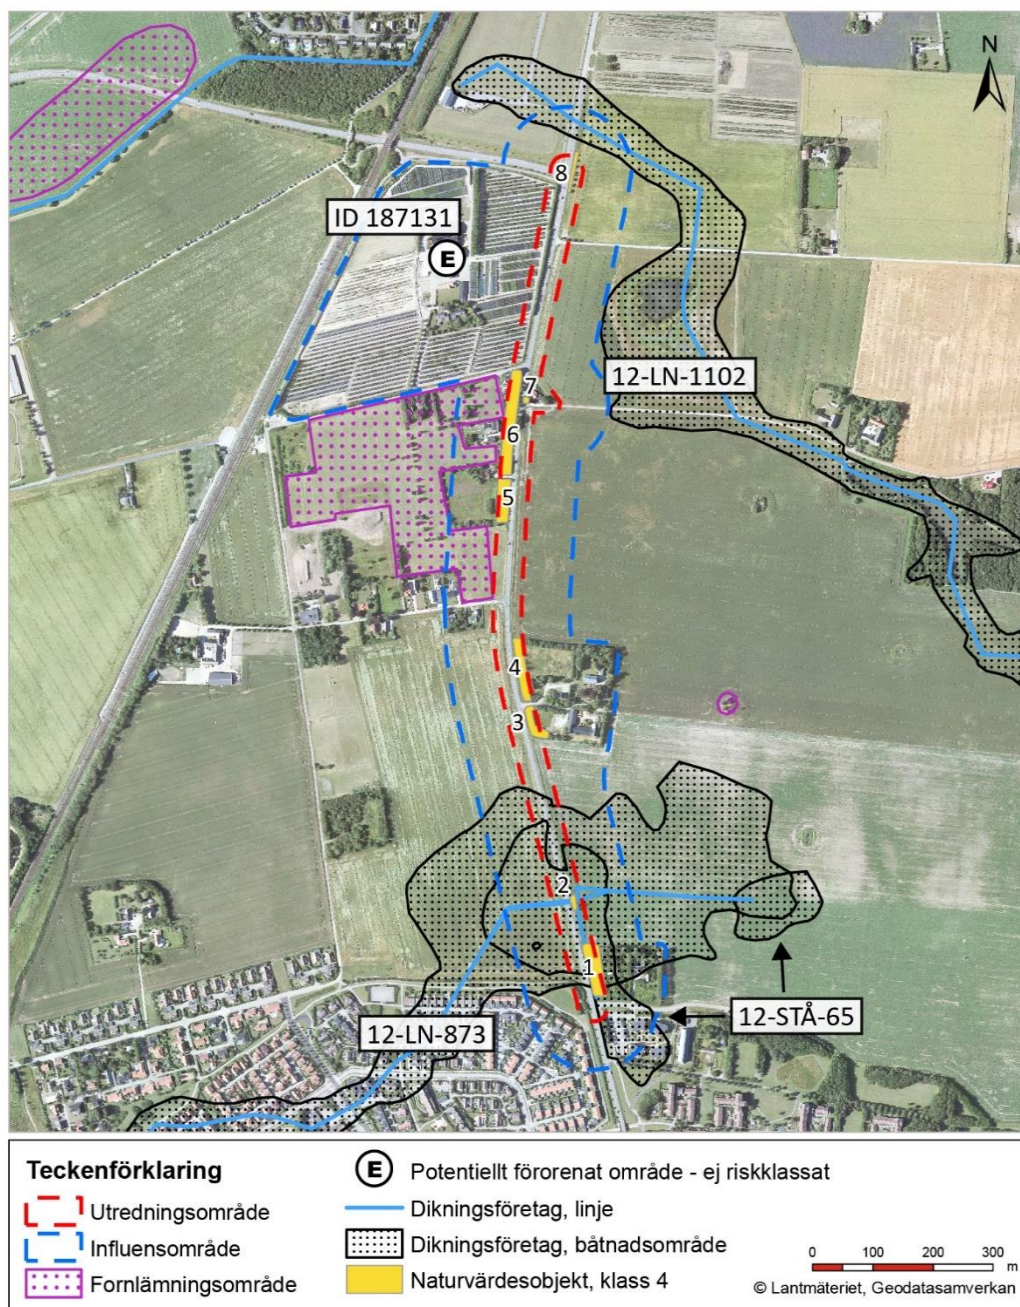 N
8
ID 187131
E
12-LN-1102
7
6
5
4
3
2
1
12-STÅ-65
12-LN-873
Teckenförklaring
Utredningsområde
Influensområde
Fornlämningsområde
E Potentiellt förorenat område - ej riskklassat
Dikningsföretag, linje
Dikningsföretag, båtnadsområde
Naturvärdesobjekt, klass 4
0 100 200 300
m
© Lantmäteriet, Geodatasamverkan